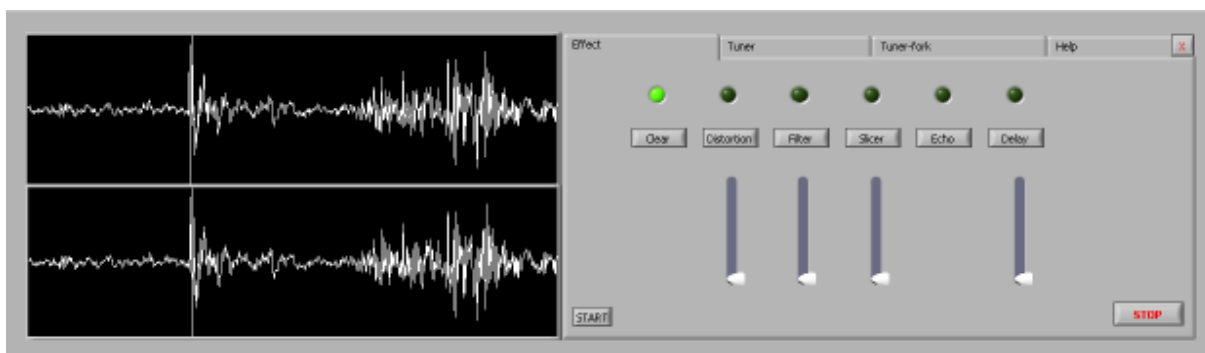 Effect Tuner Tuner-fork Help X
Clear Distortion Filter Slicer Echo Delay
START STOP